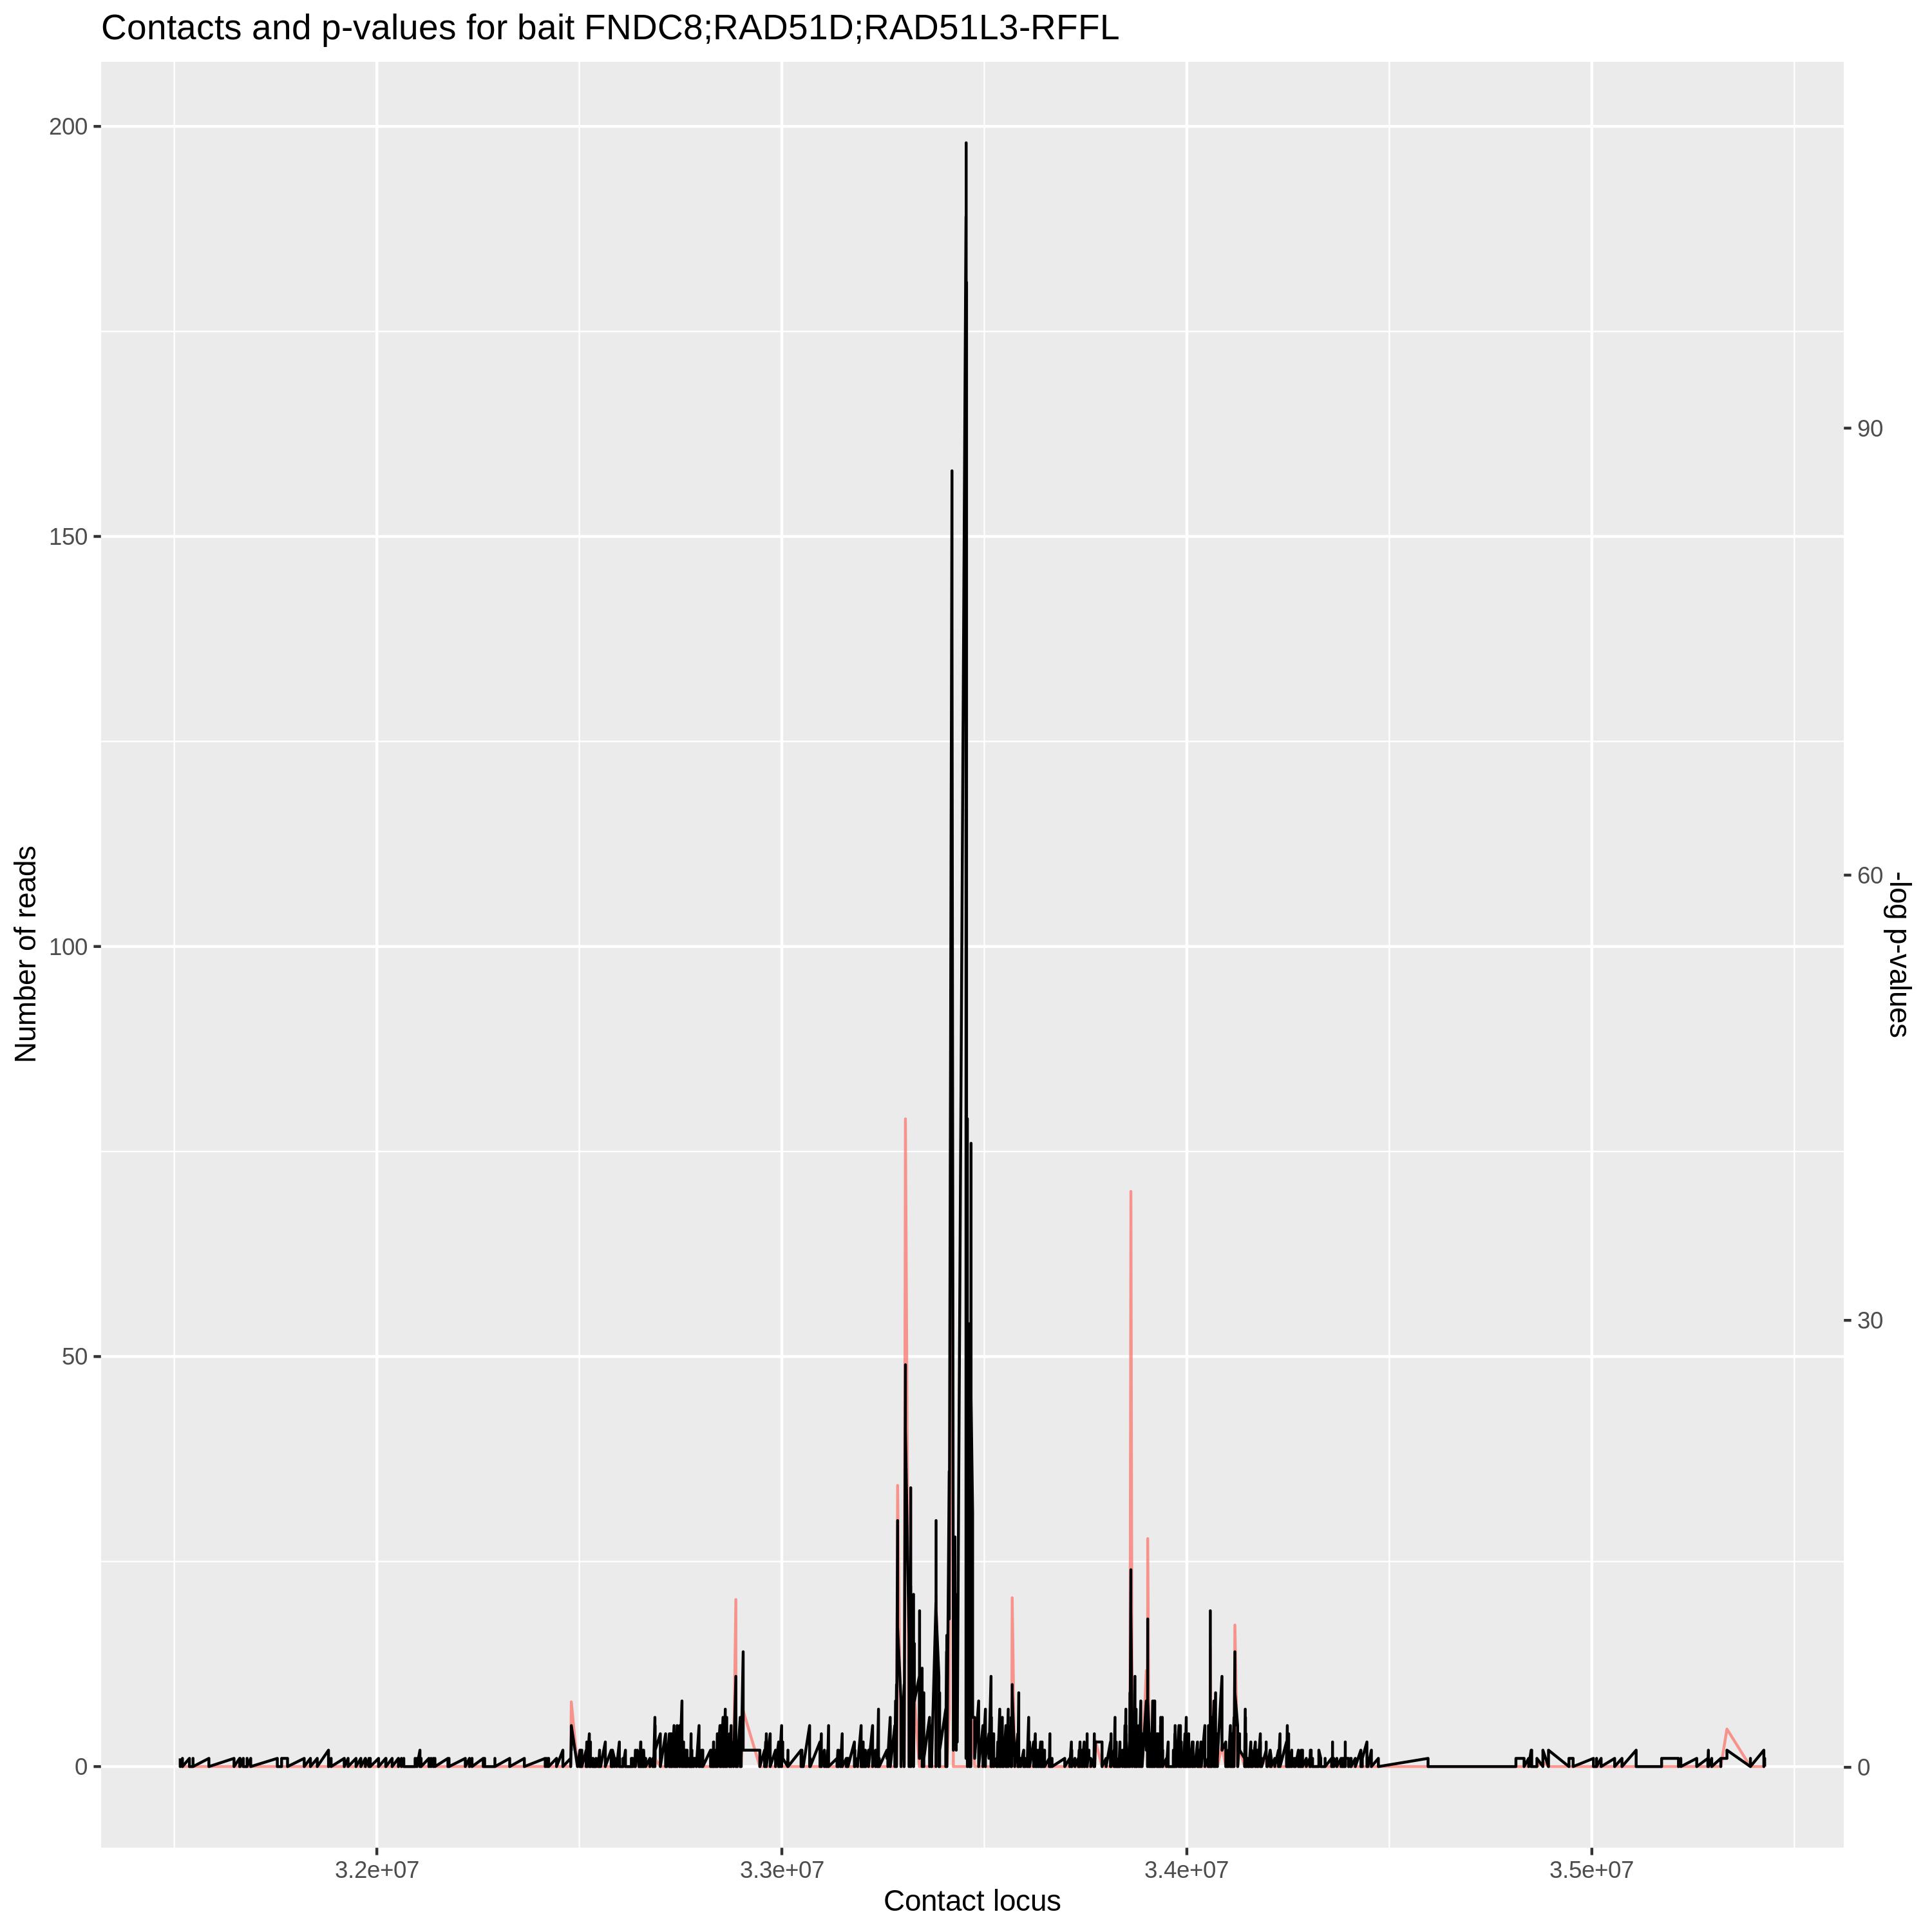 Contacts and p-values for bait FNDC8;RAD51D;RAD51L3-RFFL
200
150
100
50
0
Number of reads
90
60
30
0
-log p-values
3.2e+07 3.3e+07 3.4e+07 3.5e+07
Contact locus